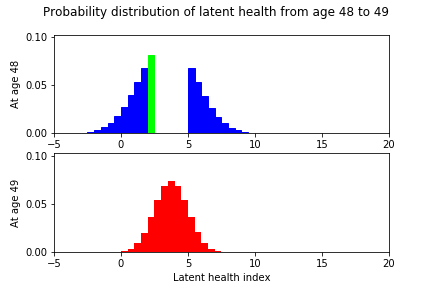 Probability distribution of latent health from age 48 to 49
0.10
0.05
0.00
At age 48
−5 0 5 10 15 20
0.10
0.05
0.00
At age 49
−5 0 5 10 15 20
Latent health index